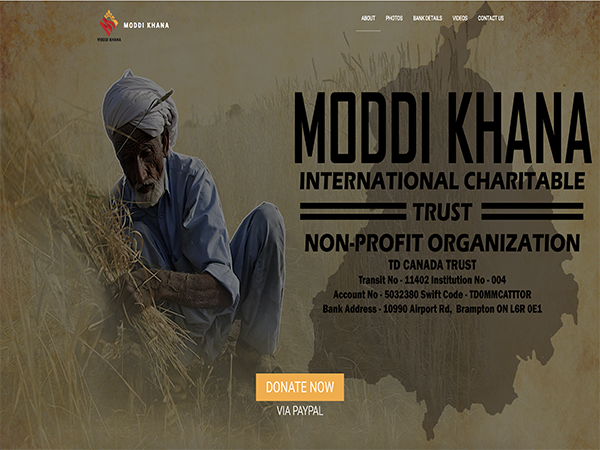 MODDI KHANA
MODDI KHANA
ABOUT PHOTOS BANK DETAILS VIDEOS CONTACT US
MODDI KHANA
INTERNATIONAL CHARITABLE
TRUST
NON-PROFIT ORGANIZATION
TD CANADA TRUST
Transit No - 11402 Institution No - 004
Account No - 5032380 Swift Code - TDOMMCATTTOR
Bank Address - 10990 Airport Rd, Brampton ON L6R 0E1
DONATE NOW
VIA PAYPAL